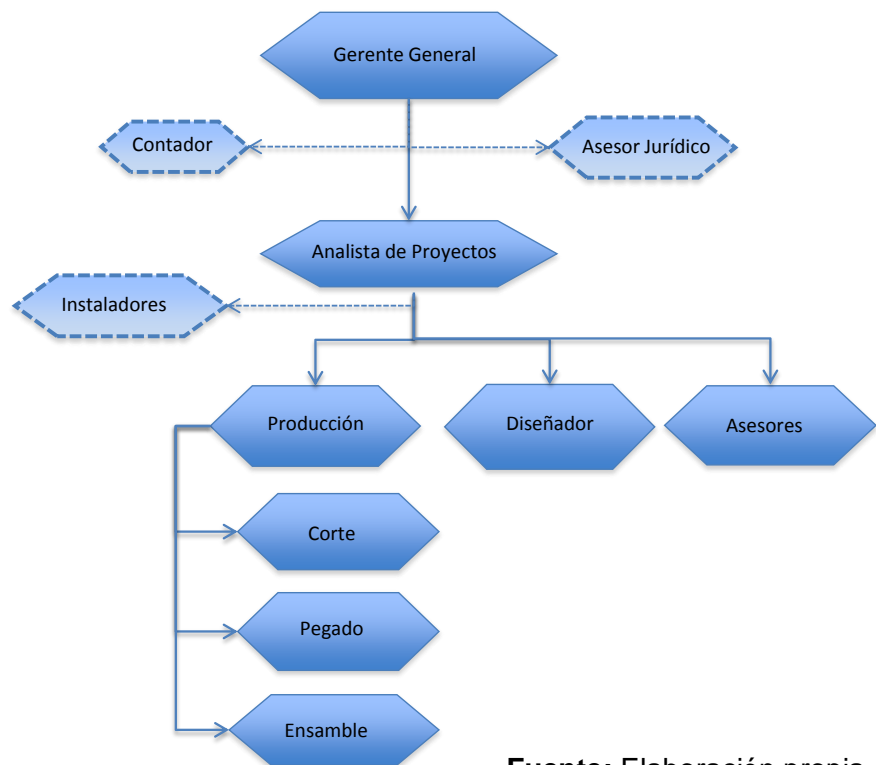 Gerente General
Contador
Asesor Jurídico
Analista de Proyectos
Instaladores
Producción
Diseñador
Asesores
Corte
Pegado
Ensamble
Fuente: Elaboración propia